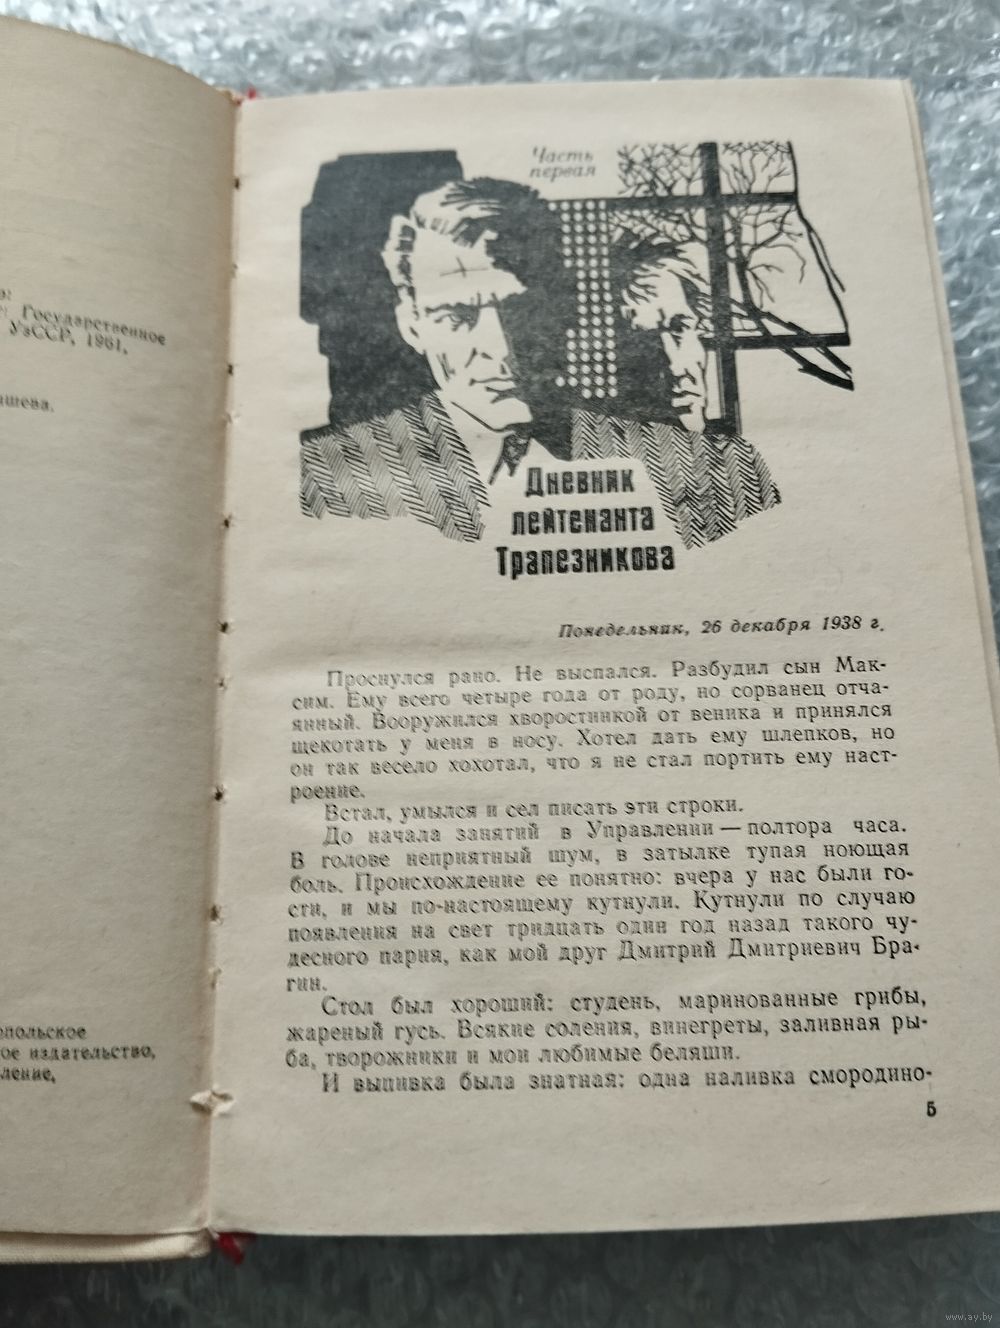 е: Государственное
УзССР, 1961.
ашева.
опольское
ое издательство,
ление,
Часть
первая
Дневник
лейтенанта
Трапезникова
Понедельник, 26 декабря 1938 г.
Проснулся рано. Не выспался. Разбудил сын Мак-
сим. Ему всего четыре года от роду, но сорванец отча-
янный. Вооружился хворостинкой от веника и принялся
щекотать у меня в носу. Хотел дать ему шлепков, но
он так весело хохотал, что я не стал портить ему наст-
роение.
Встал, умылся и сел писать эти строки.
До начала занятий в Управлении — полтора часа.
В голове неприятный шум, в затылке тупая ноющая
боль. Происхождение ее понятно: вчера у нас были го-
сти, и мы по-настоящему кутнули. Кутнули по случаю
появления на свет тридцать один год назад такого чу-
десного парня, как мой друг Дмитрий Дмитриевич Бра-
гин.
Стол был хороший: студень, маринованные грибы,
жареный гусь. Всякие соления, винегреты, заливная ры-
ба, творожники и мои любимые беляши.
И выпивка была знатная: одна наливка смородино-
5
www.ay.by